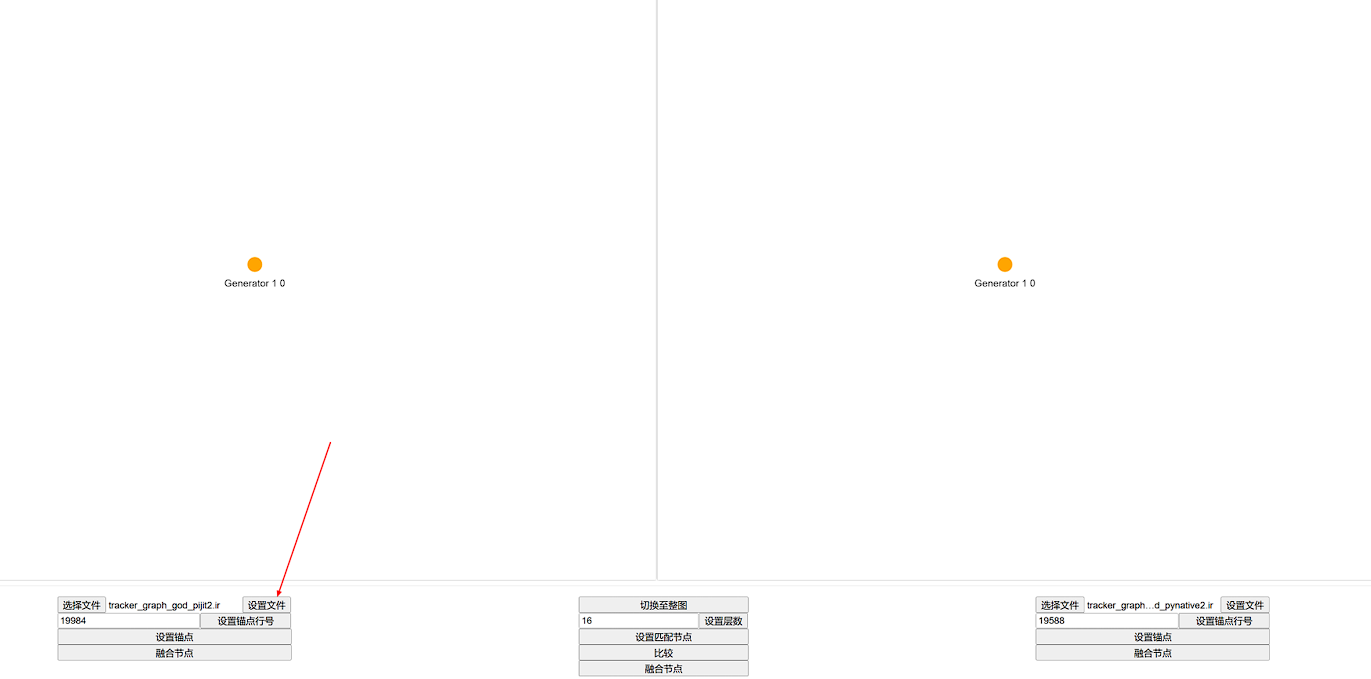 Generator 1 0
Generator 1 0
选择文件 tracker_graph_god_pijit2.ir 设置文件
19984 设置锚点行号
设置锚点
融合节点
切换至整图
16 设置层数
设置匹配节点
比较
融合节点
选择文件 tracker_graph...d_pynative2.ir 设置文件
19588 设置锚点行号
设置锚点
融合节点